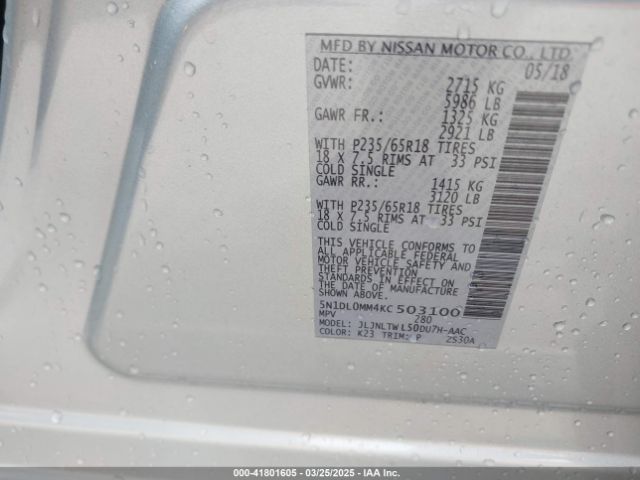 MFD BY NISSAN MOTOR CO., LTD
DATE: 05/18
GVWR: 2715 KG
5986 LB
GAWR FR.: 1325 KG
2921 LB
WITH P235/65R18 TIRES
18 X 7.5 RIMS AT 33 PSI
COLD SINGLE
GAWR RR.: 1415 KG
3120 LB
WITH P235/65R18 TIRES
18 X 7.5 RIMS AT 33 PSI
COLD SINGLE
THIS VEHICLE CONFORMS TO
ALL APPLICABLE FEDERAL
MOTOR VEHICLE SAFETY AND
THEFT PREVENTION
STANDARDS IN EFFECT ON
THE DATE OF MANUFACTURE
SHOWN ABOVE.
5N1DL0MM4KC503100
MPV 280
MODEL: JLJNLTWL50DU7H-AAC
COLOR: K23 TRIM: P 2S30A
000-41801605 - 03/25/2025 - IAA Inc.